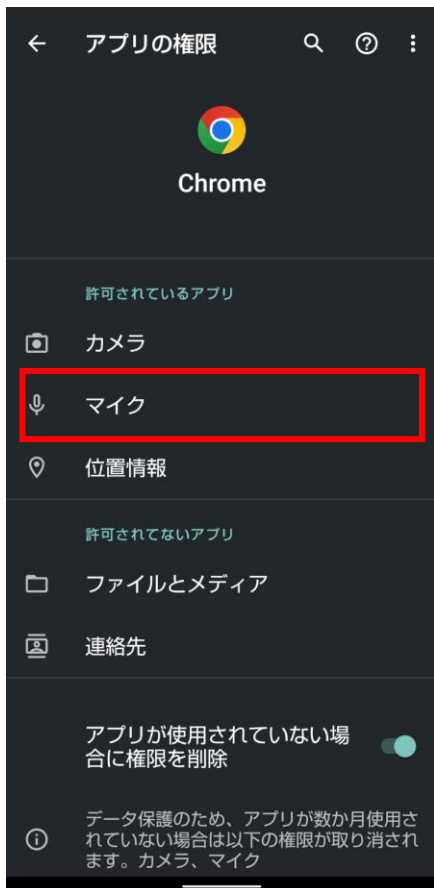 アプリの権限
Chrome
許可されているアプリ
カメラ
マイク
位置情報
許可されてないアプリ
ファイルとメディア
連絡先
アプリが使用されていない場
合に権限を削除
データ保護のため、アプリが数か月使用さ
れていない場合は以下の権限が取り消され
ます。カメラ、マイク